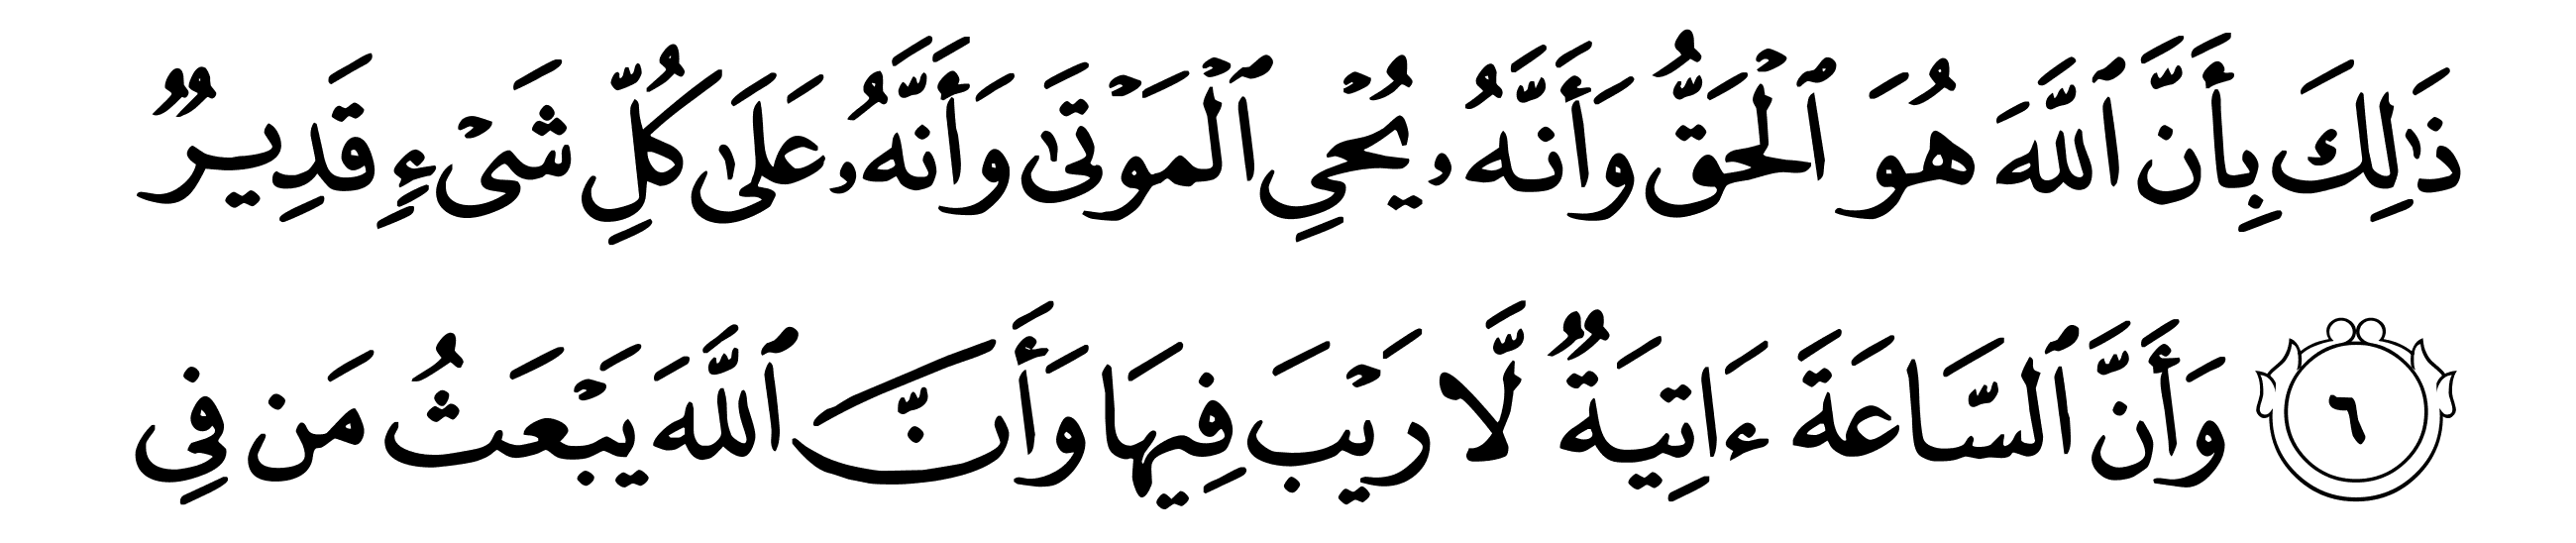 ذَٰلِكَ بِأَنَّ ٱللَّهَ هُوَ ٱلْحَقُّ وَأَنَّهُۥ يُحْىِ ٱلْمَوْتَىٰ وَأَنَّهُۥ عَلَىٰ كُلِّ شَىْءٍ قَدِيرٌ
٦ وَأَنَّ ٱلسَّاعَةَ ءَاتِيَةٌ لَّا رَيْبَ فِيهَا وَأَنَّ ٱللَّهَ يَبْعَثُ مَن فِى